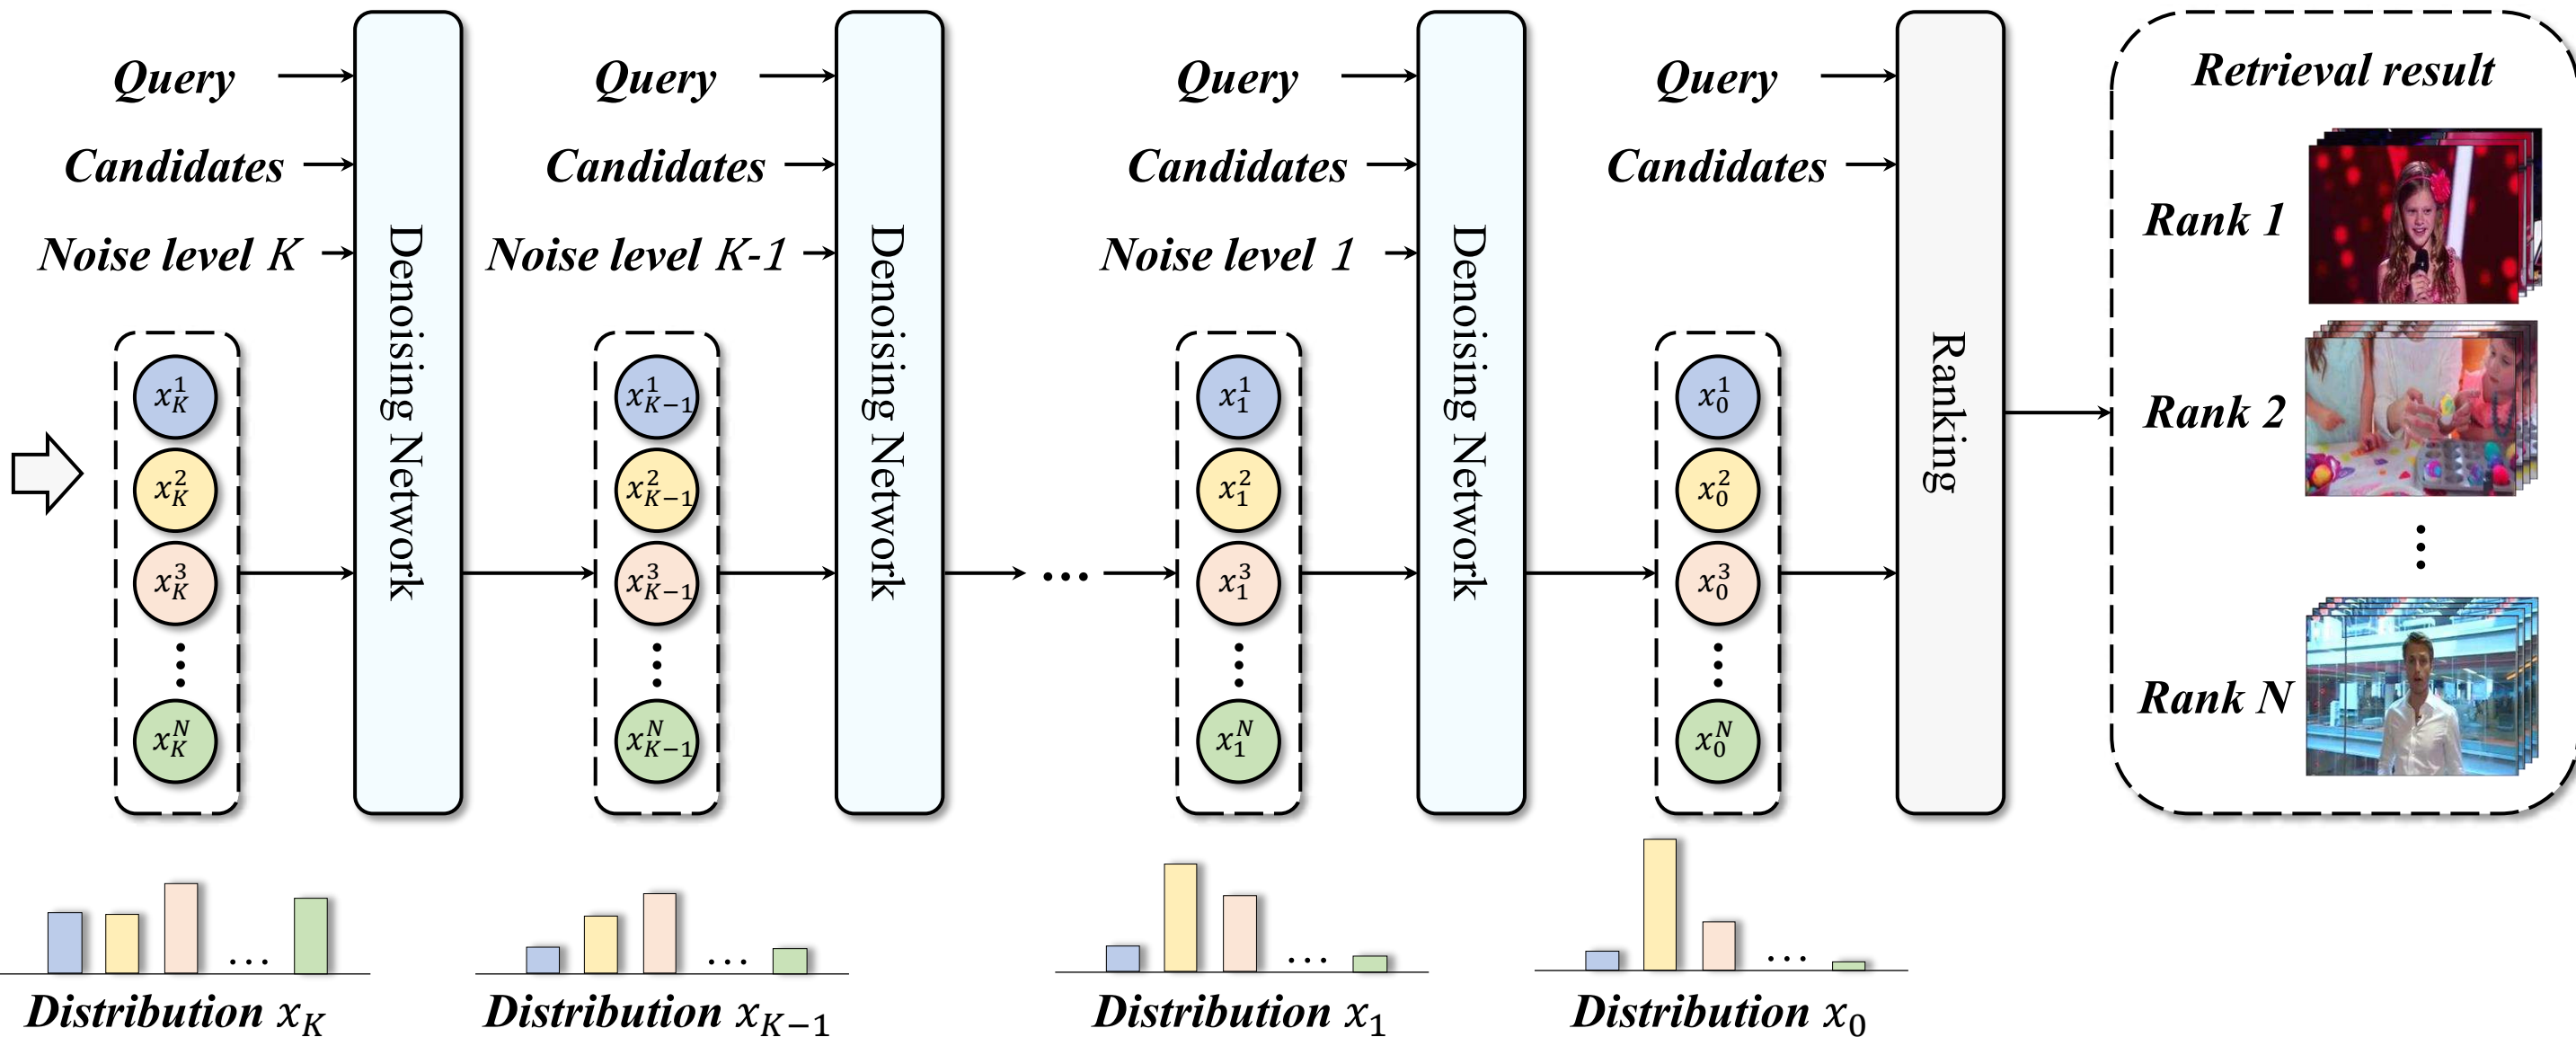 Query
Candidates
Noise level K
x_K^1
x_K^2
x_K^3
⋮
x_K^N
Denoising Network
Distribution x_K
Query
Candidates
Noise level K-1
x_{K−1}^1
x_{K−1}^2
x_{K−1}^3
⋮
x_{K−1}^N
Denoising Network
Distribution x_{K−1}
...
Query
Candidates
Noise level 1
x_1^1
x_1^2
x_1^3
⋮
x_1^N
Denoising Network
Distribution x_1
Query
Candidates
x_0^1
x_0^2
x_0^3
⋮
x_0^N
Ranking
Distribution x_0
Retrieval result
Rank 1
Rank 2
⋮
Rank N